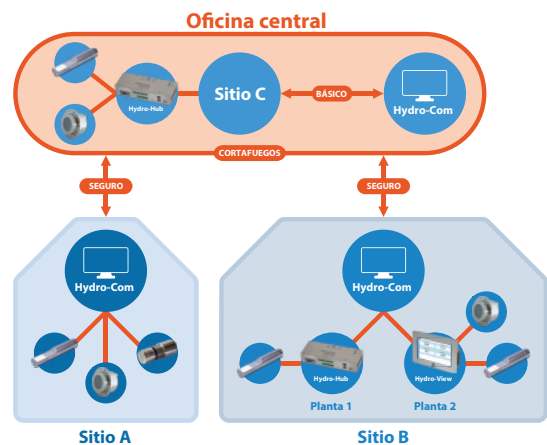 Oficina central
Hydro-Hub
Sitio C
BÁSICO
Hydro-Com
CORTAFUEGOS
SEGURO
SEGURO
Hydro-Com
Hydro-Com
Hydro-Hub
Hydro-View
Planta 1
Planta 2
Sitio A
Sitio B